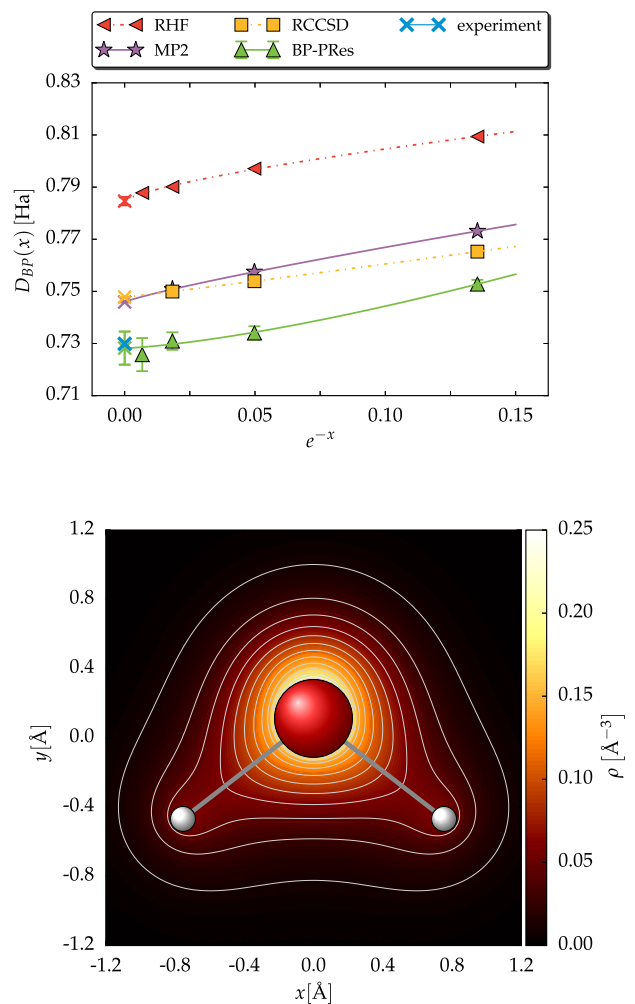 RHF RCCSD experiment
MP2 BP-PRes
0.83
0.81
0.79
0.77
0.75
0.73
0.71
D_{BP}(x) [Ha]
0.00 0.05 0.10 0.15
e^{-x}
1.2
0.8
0.4
0.0
-0.4
-0.8
-1.2
y[Å]
-1.2 -0.8 -0.4 0.0 0.4 0.8 1.2
x[Å]
0.25
0.20
0.15
0.10
0.05
0.00
ρ [Å^{-3}]